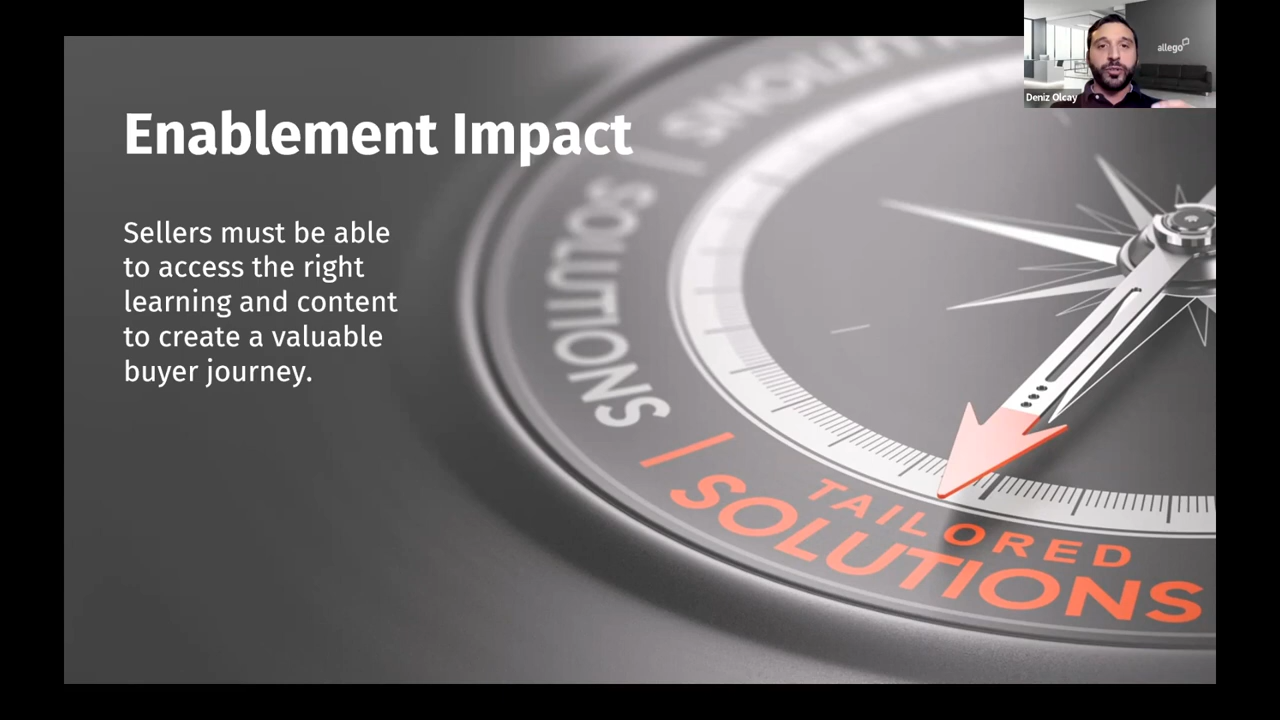 Enablement Impact
Sellers must be able
to access the right
learning and content
to create a valuable
buyer journey.
SOLUTIONS
|
SOLUTIONS
|
TAILORED
SOLUTIONS
allego
Deniz Olcay